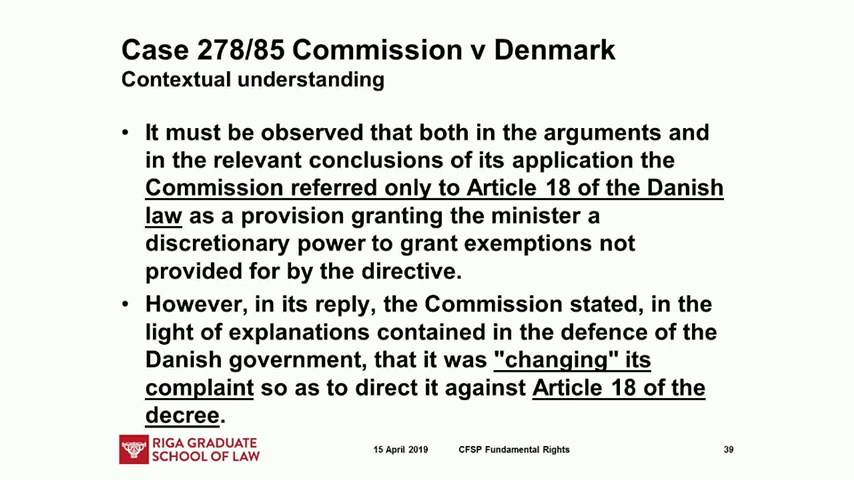 Case 278/85 Commission v Denmark
Contextual understanding
• It must be observed that both in the arguments and
in the relevant conclusions of its application the
Commission referred only to Article 18 of the Danish
law as a provision granting the minister a
discretionary power to grant exemptions not
provided for by the directive.
• However, in its reply, the Commission stated, in the
light of explanations contained in the defence of the
Danish government, that it was "changing" its
complaint so as to direct it against Article 18 of the
decree.
RIGA GRADUATE
SCHOOL OF LAW
15 April 2019 CFSP Fundamental Rights 39